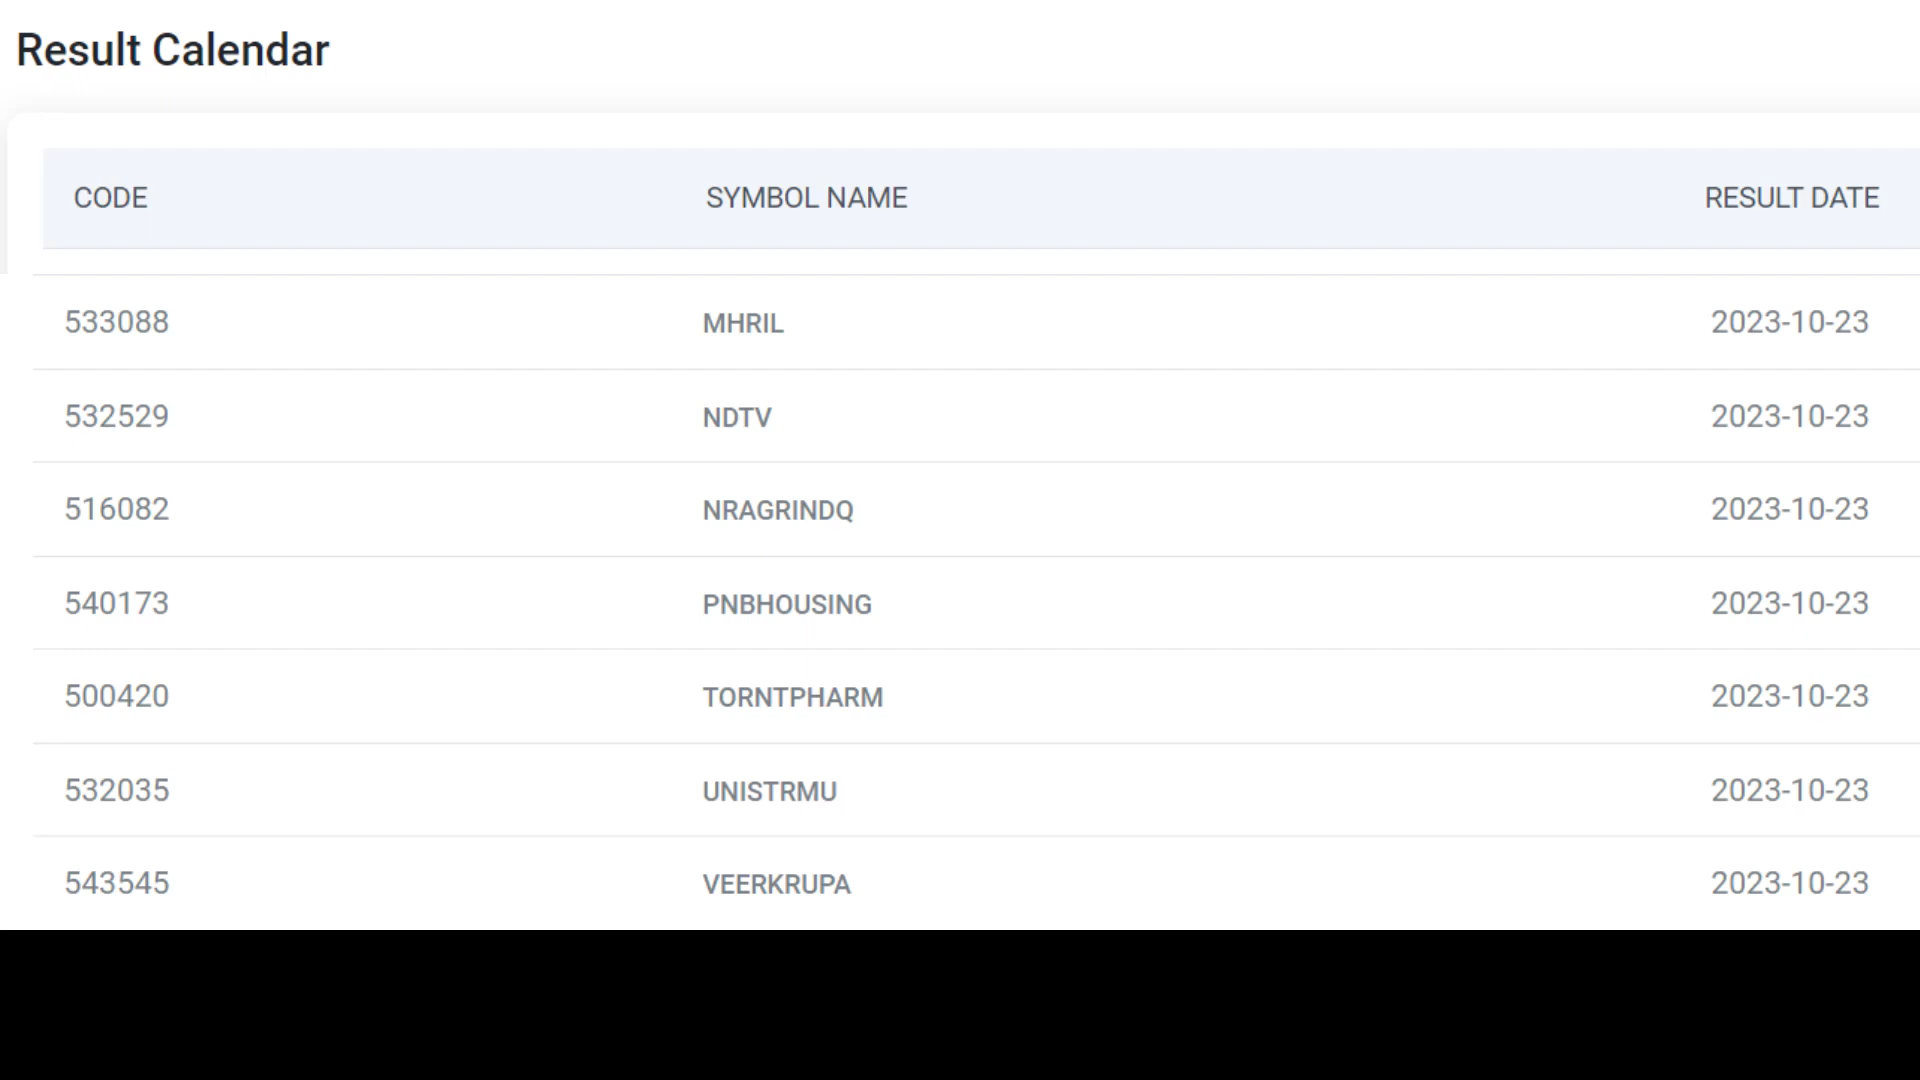 Result Calendar
CODE SYMBOL NAME RESULT DATE
533088 MHRIL 2023-10-23
532529 NDTV 2023-10-23
516082 NRAGRINDQ 2023-10-23
540173 PNBHOUSING 2023-10-23
500420 TORNTPHARM 2023-10-23
532035 UNISTRMU 2023-10-23
543545 VEERKRUPA 2023-10-23